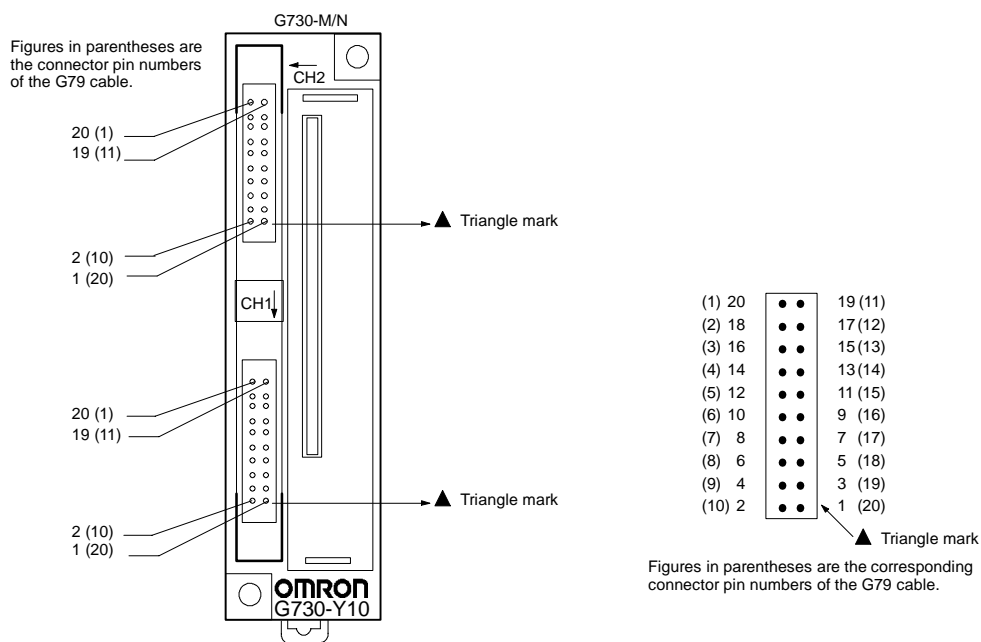 G730-M/N
Figures in parentheses are
the connector pin numbers
of the G79 cable.
CH2
20 (1)
19 (11)
Triangle mark
2 (10)
1 (20)
CH1
20 (1)
19 (11)
Triangle mark
2 (10)
1 (20)
OMRON
G730-Y10
(1) 20 19 (11)
(2) 18 17 (12)
(3) 16 15 (13)
(4) 14 13 (14)
(5) 12 11 (15)
(6) 10 9 (16)
(7) 8 7 (17)
(8) 6 5 (18)
(9) 4 3 (19)
(10) 2 1 (20)
Triangle mark
Figures in parentheses are the corresponding
connector pin numbers of the G79 cable.